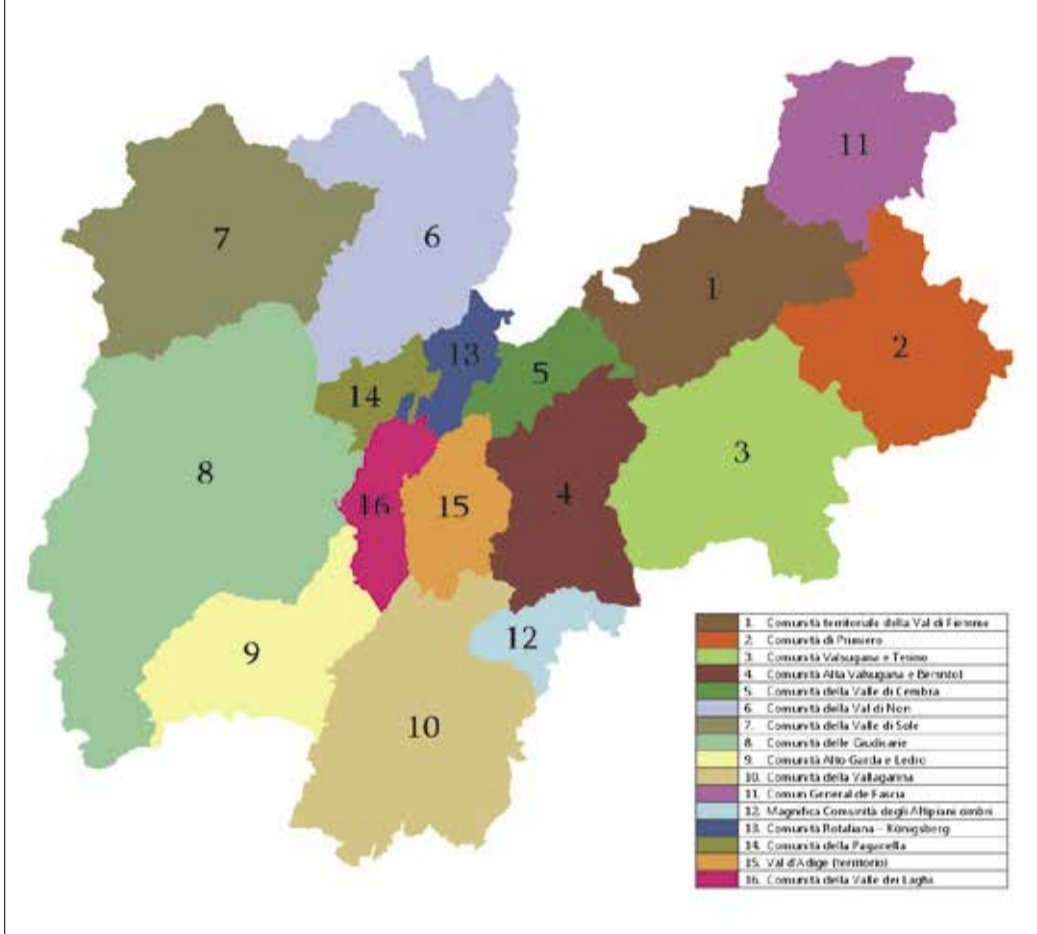 11
7
6
1
2
13
5
14
3
8
16
15
4
12
9
10
1. Comunità territoriale della Val di Fiemme
2. Comunità di Primiero
3. Comunità Valsugana e Tesino
4. Comunità Alta Valsugana e Bersntol
5. Comunità della Valle di Cembra
6. Comunità della Val di Non
7. Comunità della Valle di Sole
8. Comunità delle Giudicarie
9. Comunità Alto Garda e Ledro
10. Comunità della Vallagarina
11. Comun General de Fascia
12. Magnifica Comunità degli Altipiani cimbri
13. Comunità Rotaliana – Königsberg
14. Comunità della Paganella
15. Val d'Adige (territorio)
16. Comunità della Valle dei Laghi